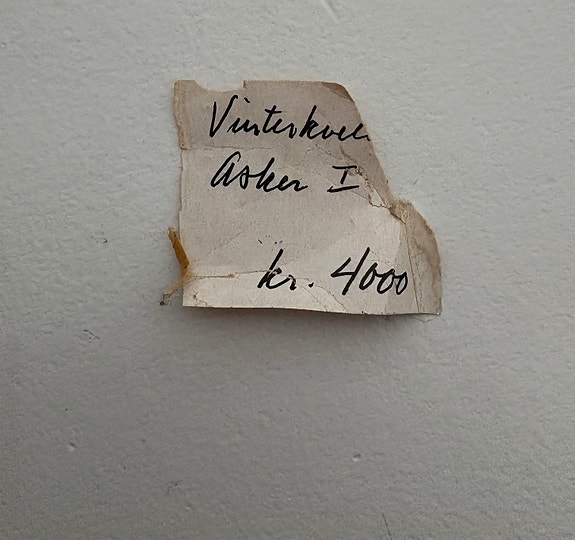 Vinterkvel
Asker I
kr. 4000